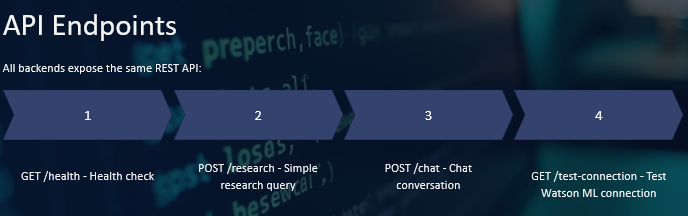 API Endpoints
All backends expose the same REST API:
1
2
3
4
GET /health - Health check
POST /research - Simple
research query
POST /chat - Chat
conversation
GET /test-connection - Test
Watson ML connection